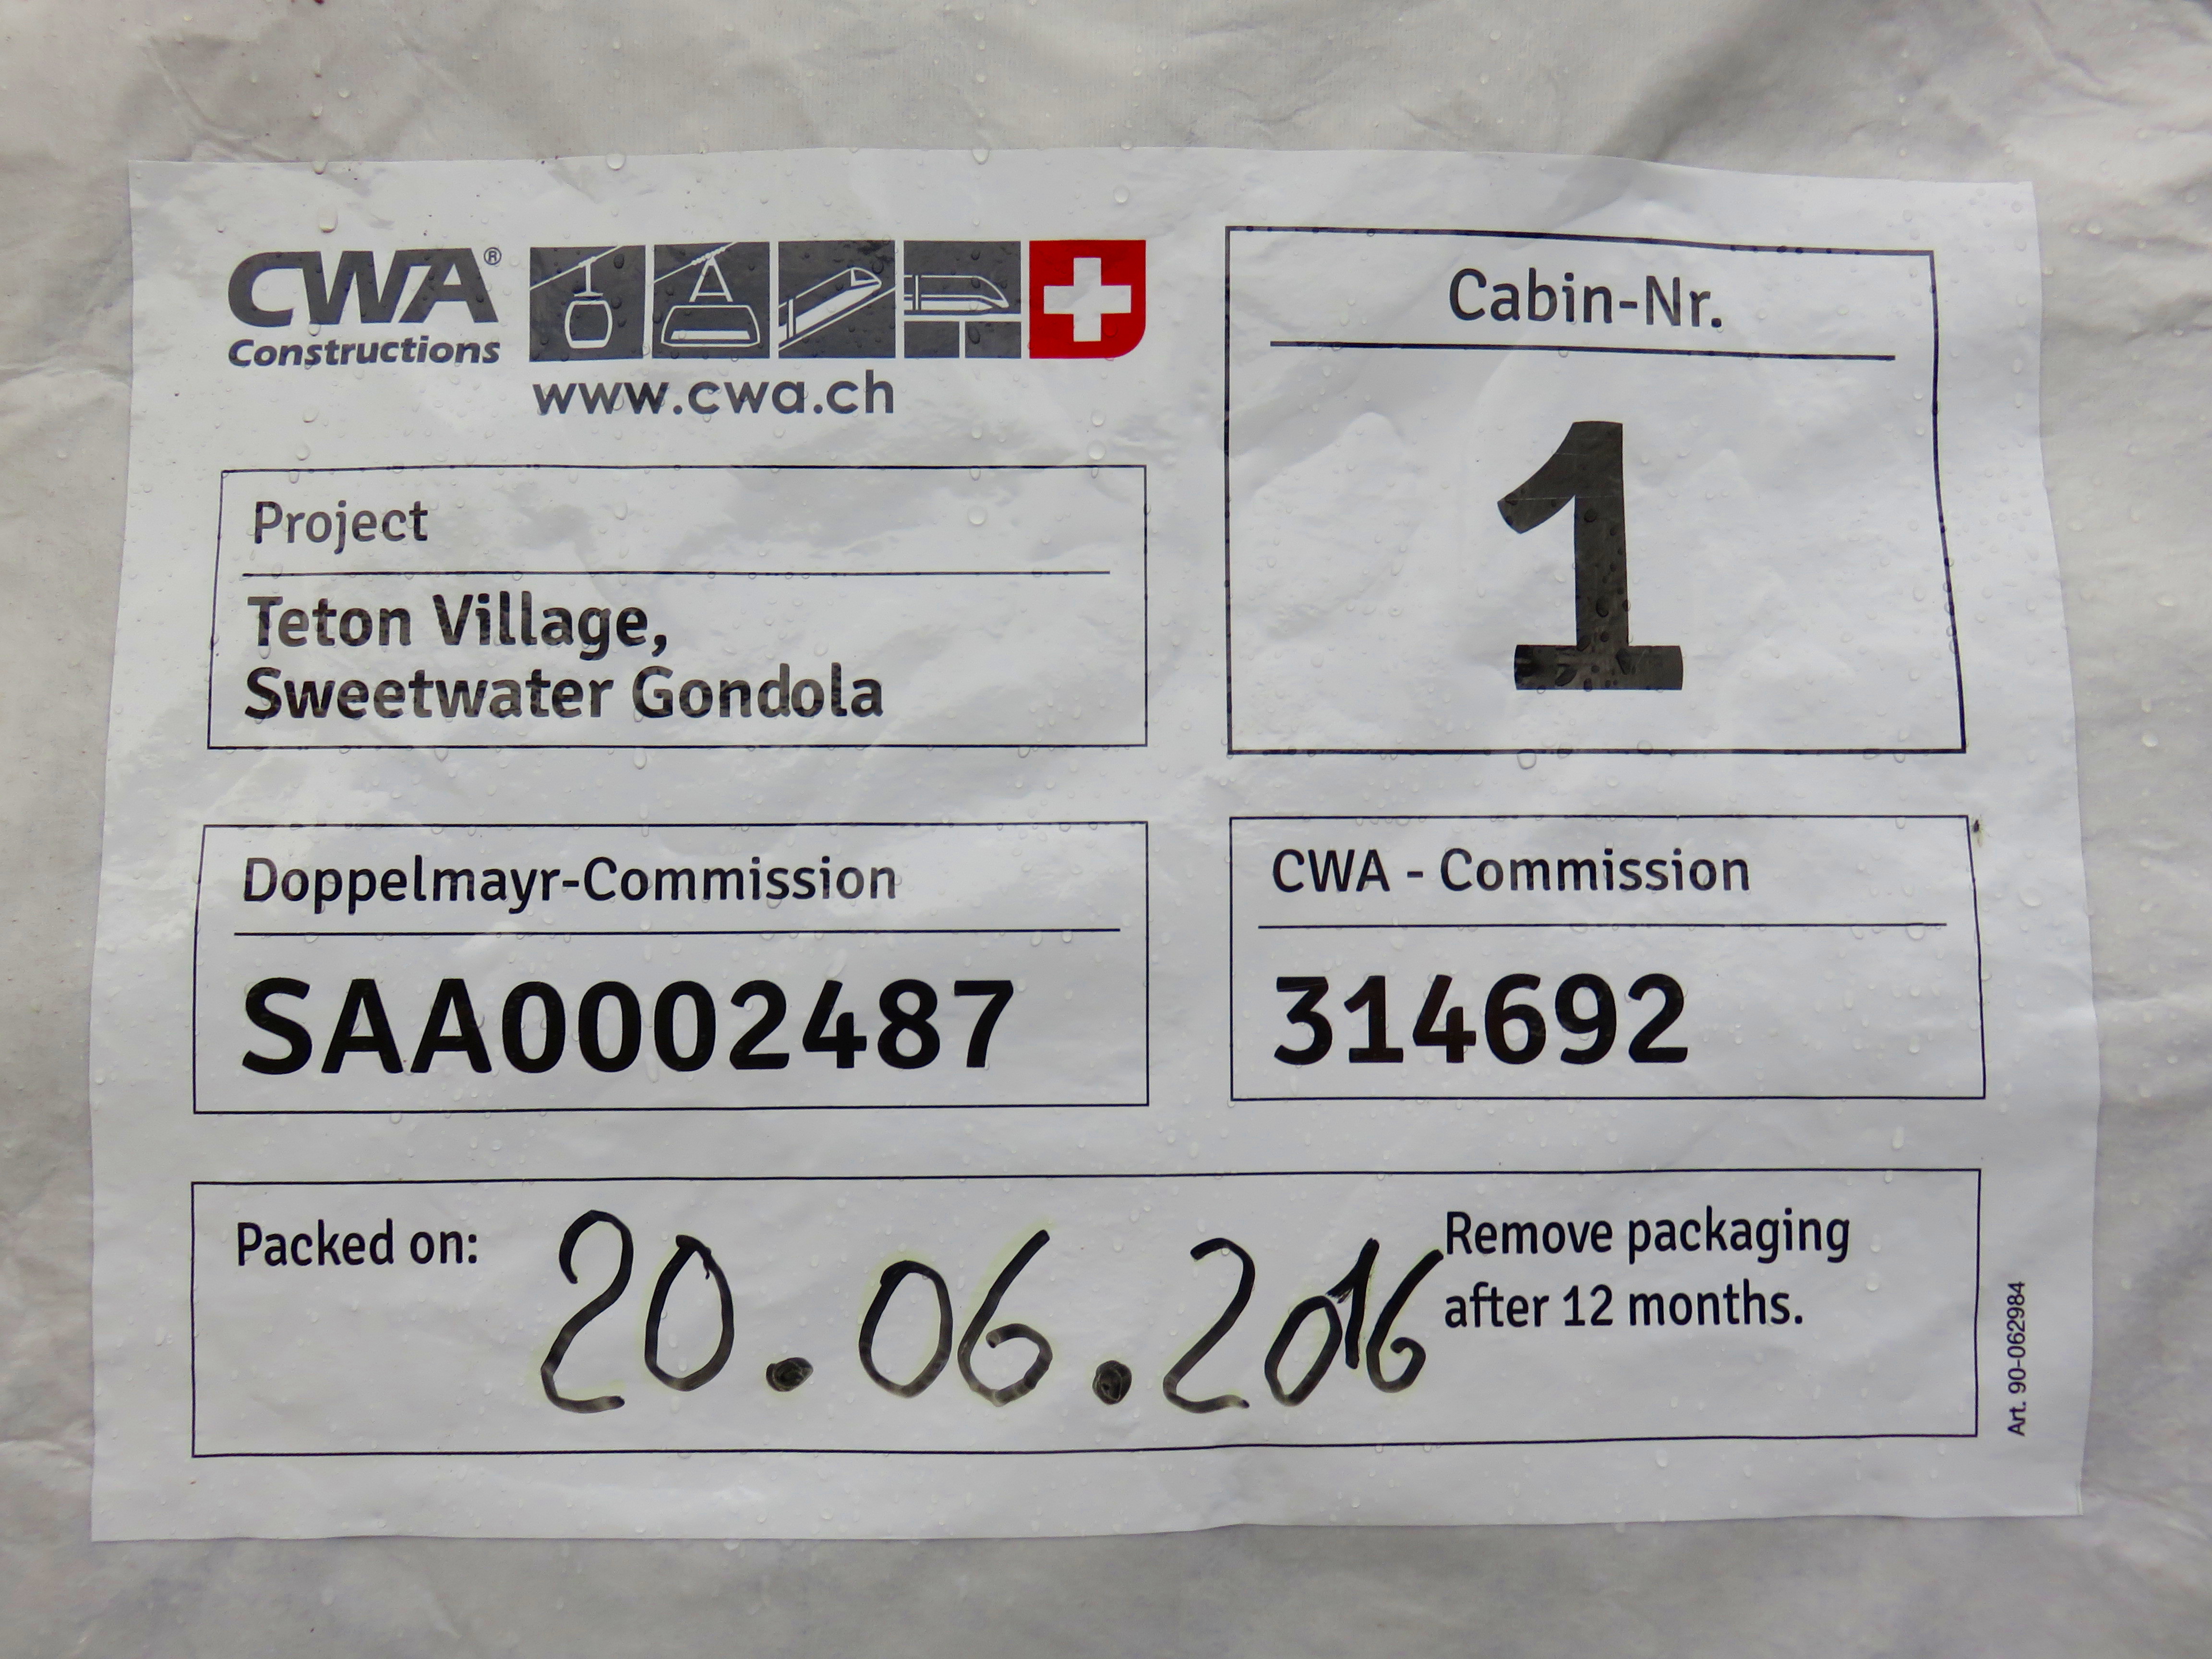 CWA®
Constructions
www.cwa.ch
Cabin-Nr.
1
Project
Teton Village,
Sweetwater Gondola
Doppelmayr-Commission
SAA0002487
CWA - Commission
314692
Packed on: 20.06.2016
Remove packaging
after 12 months.
Art. 90-062984